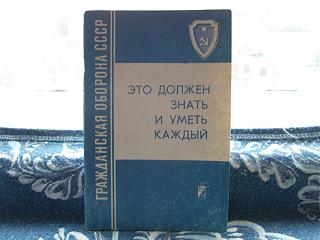 ГРАЖДАНСКАЯ ОБОРОНА СССР
ЭТО ДОЛЖЕН
ЗНАТЬ
И УМЕТЬ
КАЖДЫЙ